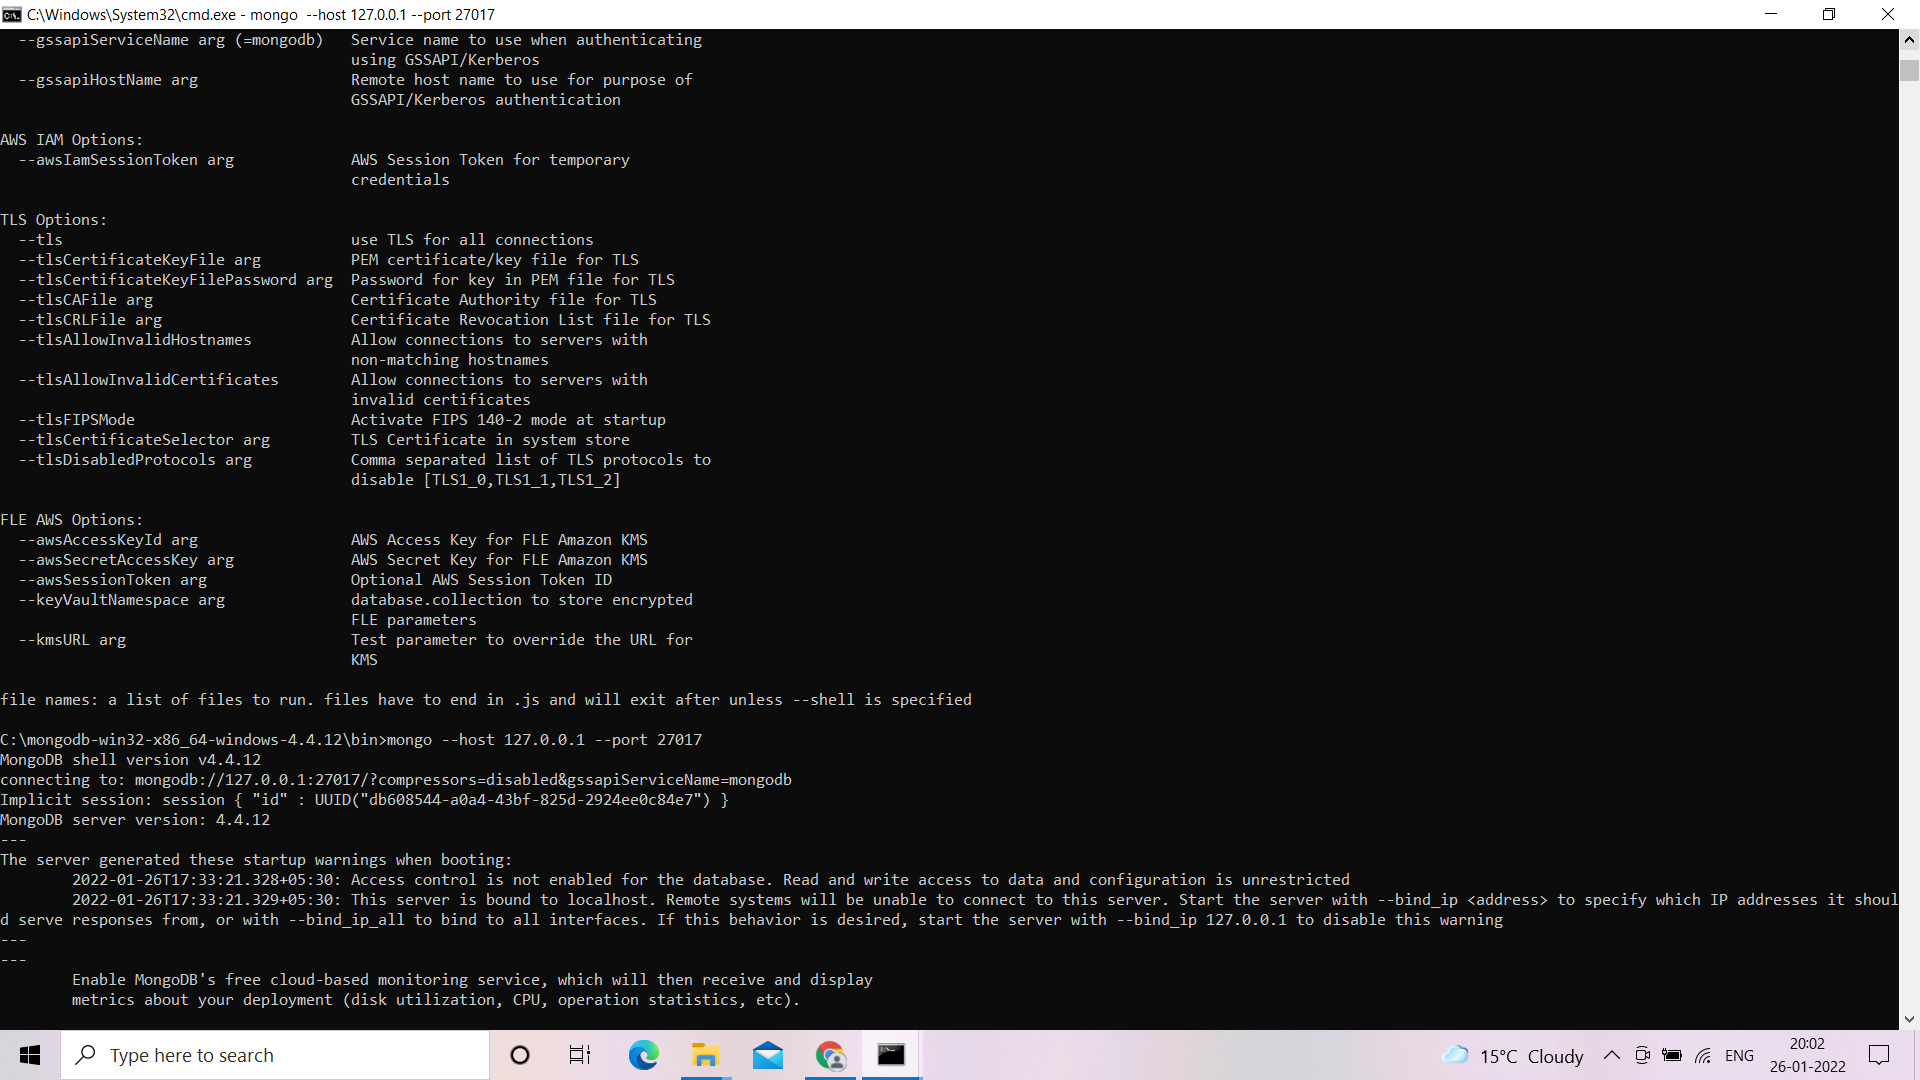 C:\Windows\System32\cmd.exe - mongo  --host 127.0.0.1 --port 27017
  --gssapiServiceName arg (=mongodb)   Service name to use when authenticating
                                       using GSSAPI/Kerberos
  --gssapiHostName arg                 Remote host name to use for purpose of
                                       GSSAPI/Kerberos authentication
AWS IAM Options:
  --awsIamSessionToken arg             AWS Session Token for temporary
                                       credentials
TLS Options:
  --tls                                use TLS for all connections
  --tlsCertificateKeyFile arg          PEM certificate/key file for TLS
  --tlsCertificateKeyFilePassword arg  Password for key in PEM file for TLS
  --tlsCAFile arg                      Certificate Authority file for TLS
  --tlsCRLFile arg                     Certificate Revocation List file for TLS
  --tlsAllowInvalidHostnames           Allow connections to servers with
                                       non-matching hostnames
  --tlsAllowInvalidCertificates        Allow connections to servers with
                                       invalid certificates
  --tlsFIPSMode                        Activate FIPS 140-2 mode at startup
  --tlsCertificateSelector arg         TLS Certificate in system store
  --tlsDisabledProtocols arg           Comma separated list of TLS protocols to
                                       disable [TLS1_0,TLS1_1,TLS1_2]
FLE AWS Options:
  --awsAccessKeyId arg                 AWS Access Key for FLE Amazon KMS
  --awsSecretAccessKey arg             AWS Secret Key for FLE Amazon KMS
  --awsSessionToken arg                Optional AWS Session Token ID
  --keyVaultNamespace arg              database.collection to store encrypted
                                       FLE parameters
  --kmsURL arg                         Test parameter to override the URL for
                                       KMS
file names: a list of files to run. files have to end in .js and will exit after unless --shell is specified
C:\mongodb-win32-x86_64-windows-4.4.12\bin>mongo --host 127.0.0.1 --port 27017
MongoDB shell version v4.4.12
connecting to: mongodb://127.0.0.1:27017/?compressors=disabled&gssapiServiceName=mongodb
Implicit session: session { "id" : UUID("db608544-a0a4-43bf-825d-2924ee0c84e7") }
MongoDB server version: 4.4.12
---
The server generated these startup warnings when booting:
        2022-01-26T17:33:21.328+05:30: Access control is not enabled for the database. Read and write access to data and configuration is unrestricted
        2022-01-26T17:33:21.329+05:30: This server is bound to localhost. Remote systems will be unable to connect to this server. Start the server with --bind_ip <address> to specify which IP addresses it shoul
d serve responses from, or with --bind_ip_all to bind to all interfaces. If this behavior is desired, start the server with --bind_ip 127.0.0.1 to disable this warning
---
---
        Enable MongoDB's free cloud-based monitoring service, which will then receive and display
        metrics about your deployment (disk utilization, CPU, operation statistics, etc).
Type here to search
15°C Cloudy
ENG
20:02
26-01-2022